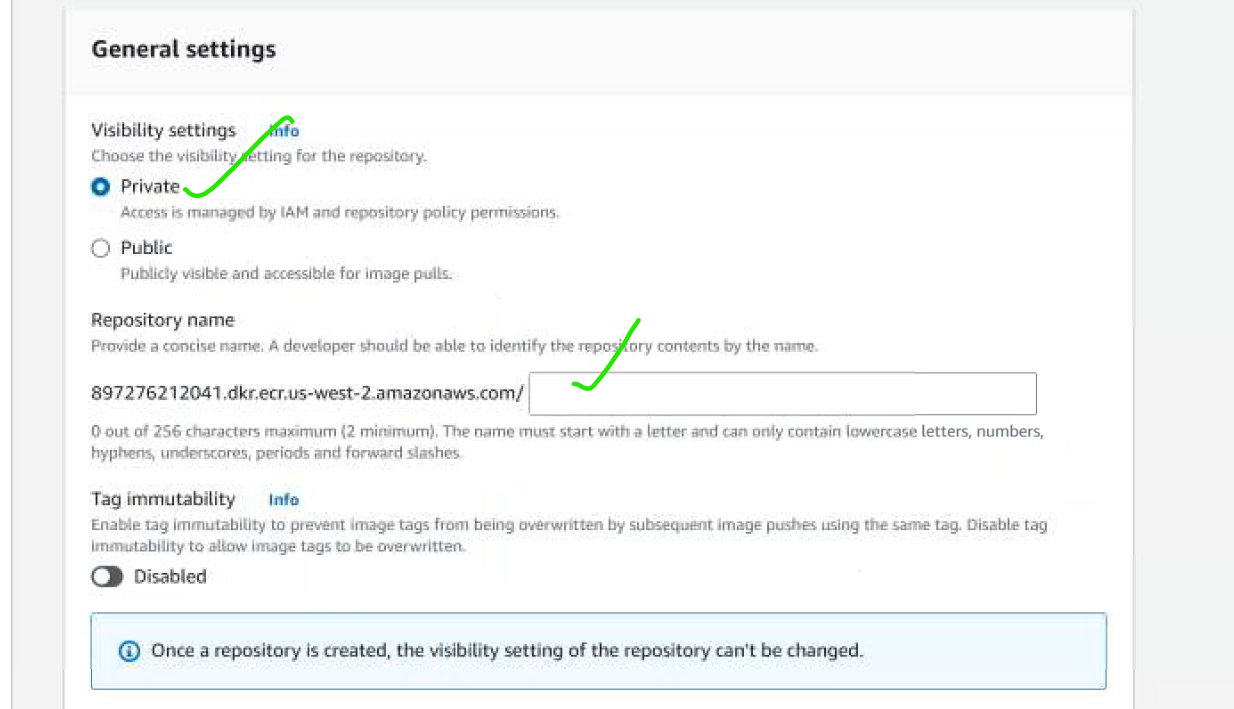 General settings
Visibility settings Info
Choose the visibility setting for the repository.
Private
Access is managed by IAM and repository policy permissions.
Public
Publicly visible and accessible for image pulls.
Repository name
Provide a concise name. A developer should be able to identify the repository contents by the name.
897276212041.dkr.ecr.us-west-2.amazonaws.com/
0 out of 256 characters maximum (2 minimum). The name must start with a letter and can only contain lowercase letters, numbers,
hyphens, underscores, periods and forward slashes.
Tag immutability Info
Enable tag immutability to prevent image tags from being overwritten by subsequent image pushes using the same tag. Disable tag
immutability to allow image tags to be overwritten.
Disabled
Once a repository is created, the visibility setting of the repository can't be changed.